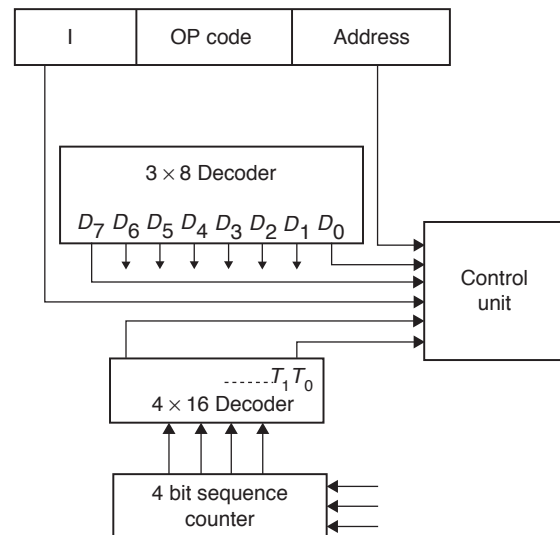 I OP code Address
3 × 8 Decoder
D7 D6 D5 D4 D3 D2 D1 D0
Control
unit
--------T1 T0
4 × 16 Decoder
4 bit sequence
counter